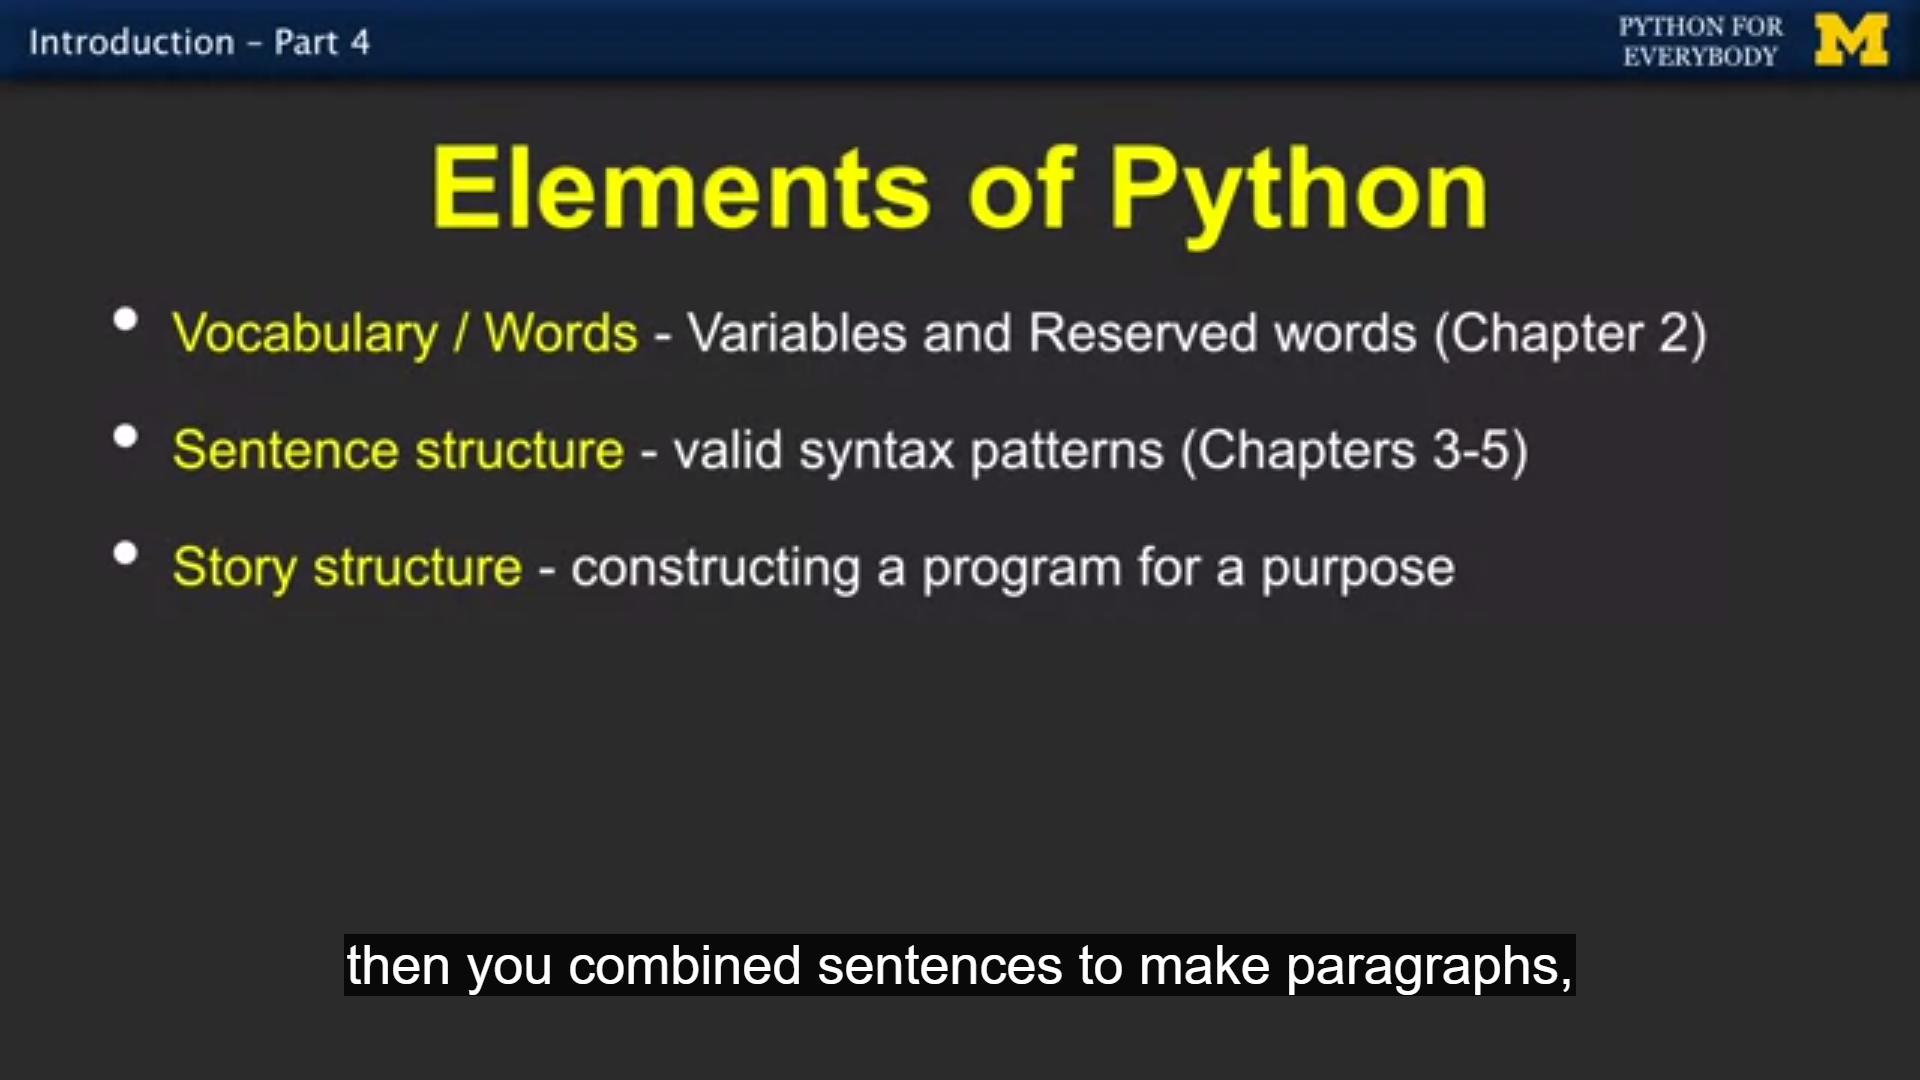 Introduction – Part 4
PYTHON FOR
EVERYBODY
M
Elements of Python
• Vocabulary / Words - Variables and Reserved words (Chapter 2)
• Sentence structure - valid syntax patterns (Chapters 3-5)
• Story structure - constructing a program for a purpose
then you combined sentences to make paragraphs,